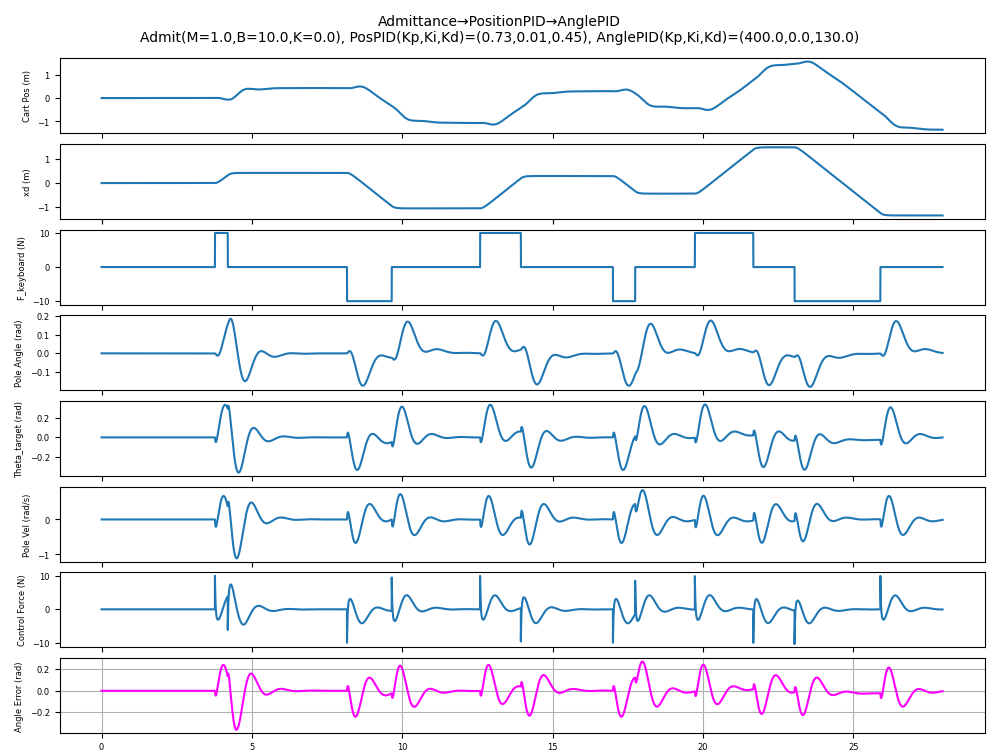 Admittance→PositionPID→AnglePID
Admit(M=1.0,B=10.0,K=0.0), PosPID(Kp,Ki,Kd)=(0.73,0.01,0.45), AnglePID(Kp,Ki,Kd)=(400.0,0.0,130.0)
Cart Pos (m)
1
0
−1
xd (m)
1
0
−1
F_keyboard (N)
10
0
−10
Pole Angle (rad)
0.2
0.1
0.0
−0.1
Theta_target (rad)
0.2
0.0
−0.2
Pole Vel (rad/s)
0
−1
Control Force (N)
10
0
−10
Angle Error (rad)
0.2
0.0
−0.2
0 5 10 15 20 25